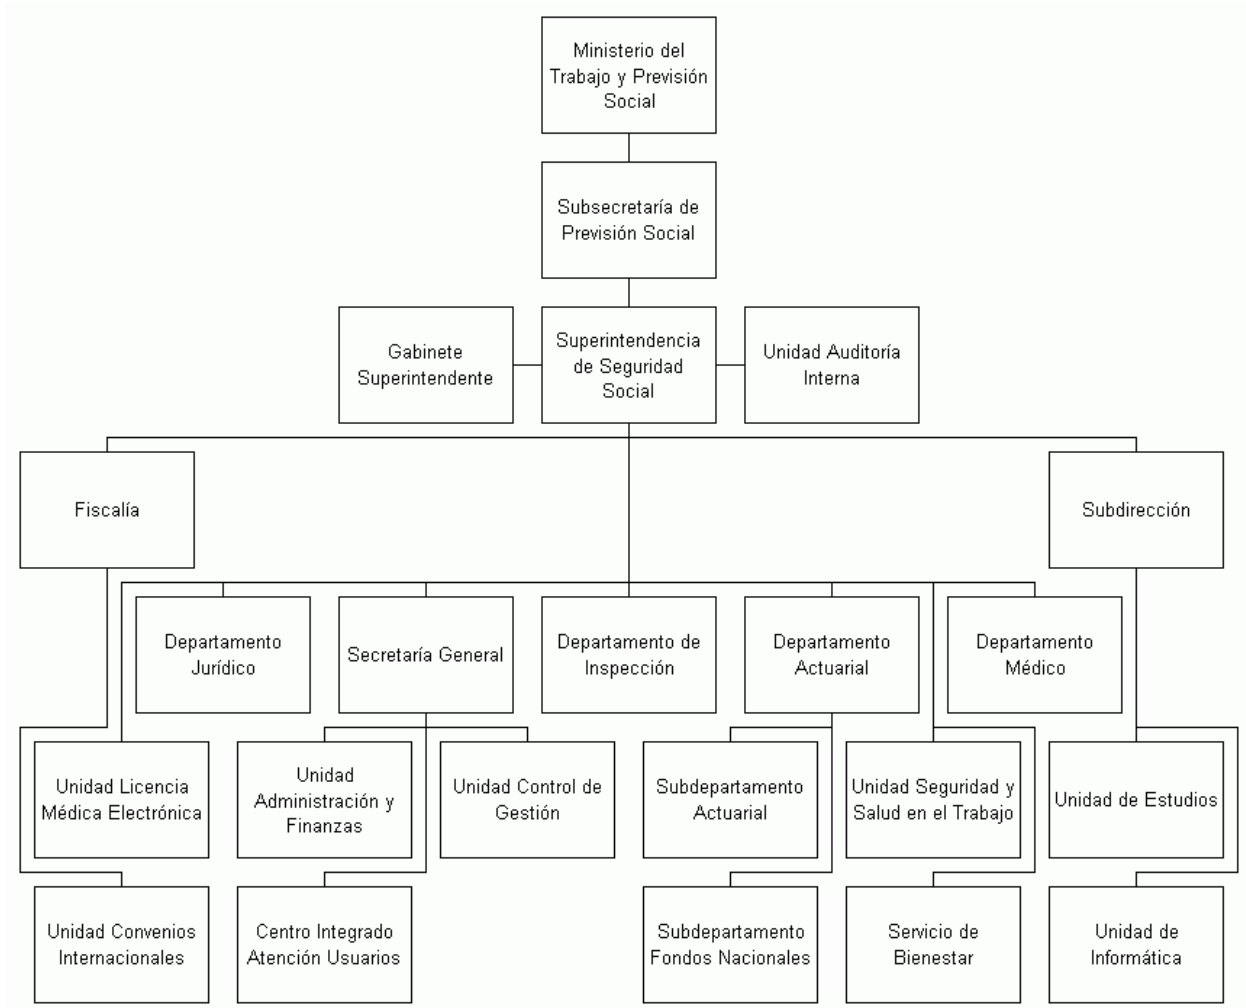 Ministerio del
Trabajo y Previsión
Social
Subsecretaría de
Previsión Social
Gabinete
Superintendente
Superintendencia
de Seguridad
Social
Unidad Auditoría
Interna
Fiscalía
Subdirección
Departamento
Jurídico
Secretaría General
Departamento de
Inspección
Departamento
Actuarial
Departamento
Médico
Unidad Licencia
Médica Electrónica
Unidad
Administración y
Finanzas
Unidad Control de
Gestión
Subdepartamento
Actuarial
Unidad Seguridad y
Salud en el Trabajo
Unidad de Estudios
Unidad Convenios
Internacionales
Centro Integrado
Atención Usuarios
Subdepartamento
Fondos Nacionales
Servicio de
Bienestar
Unidad de
Informática